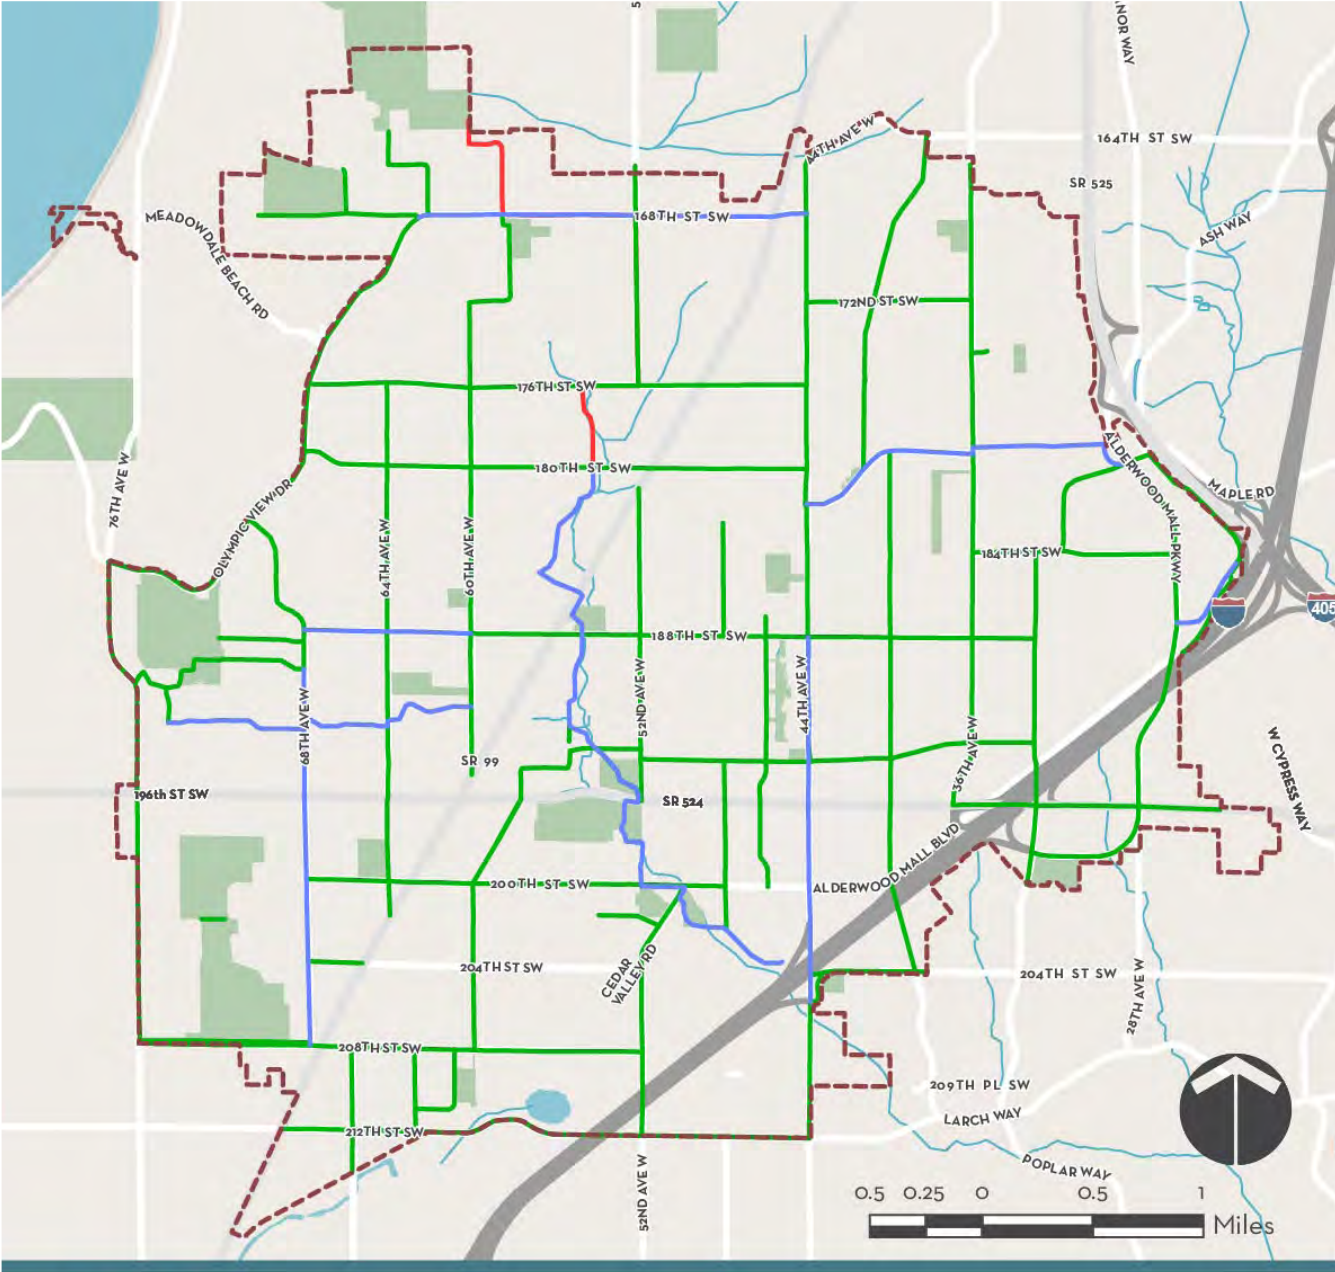 5
NOR WAY
44TH AVE W
164TH ST SW
SR 525
168TH ST SW
MEADOWDALE BEACH RD
ASH WAY
172ND ST SW
176TH ST SW
180TH ST SW
76TH AVE W
OLYMPIC VIEW DR
ALDERWOOD MALL PKWY
MAPLE RD
64TH AVE W
60TH AVE W
184TH ST SW
405
188TH ST SW
68TH AVE W
52ND AVE W
44TH AVE W
36TH AVE W
SR 99
W CYPRESS WAY
196th ST SW
SR 524
ALDERWOOD MALL BLVD
200TH ST SW
204TH ST SW
CEDAR
VALLEY RD
204TH ST SW
28TH AVE W
208TH ST SW
209TH PL SW
LARCH WAY
212TH ST SW
POPLAR WAY
52ND AVE W
0.5 0.25 0 0.5 1
Miles